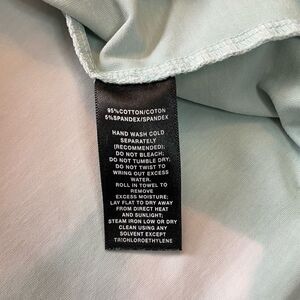 95%COTTON/COTON
5%SPANDEX/SPANDEX
HAND WASH COLD
SEPARATELY
(RECOMMENDED);
DO NOT BLEACH;
DO NOT TUMBLE DRY;
DO NOT TWIST TO
WRING OUT EXCESS
WATER.
ROLL IN TOWEL TO
REMOVE
EXCESS MOISTURE;
LAY FLAT TO DRY AWAY
FROM DIRECT HEAT
AND SUNLIGHT;
STEAM IRON LOW OR DRY
CLEAN USING ANY
SOLVENT EXCEPT
TRICHLOROETHYLENE